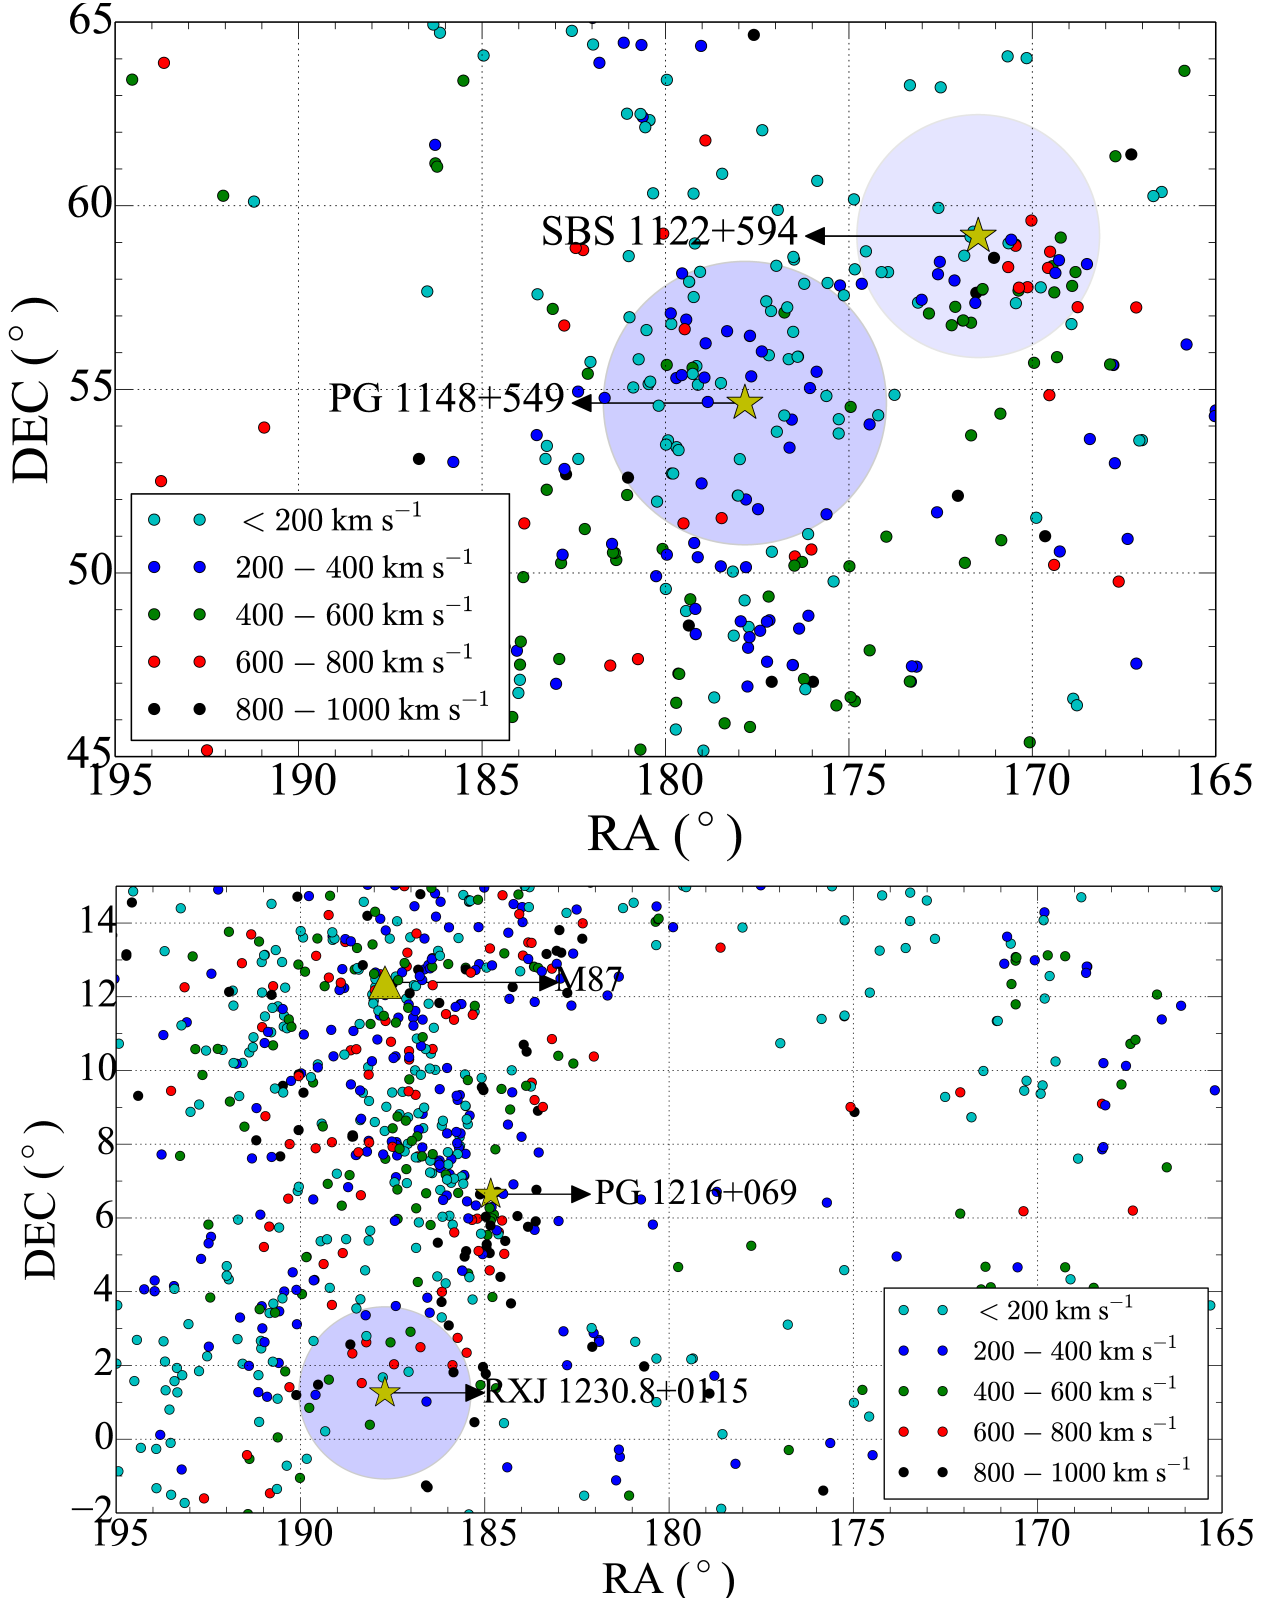 65
60
55
50
45
DEC (°)
SBS 1122+594
PG 1148+549
< 200 km s⁻¹
200 − 400 km s⁻¹
400 − 600 km s⁻¹
600 − 800 km s⁻¹
800 − 1000 km s⁻¹
195 190 185 180 175 170 165
RA (°)
14
12
10
8
6
4
2
0
−2
DEC (°)
M87
PG 1216+069
RXJ 1230.8+0115
< 200 km s⁻¹
200 − 400 km s⁻¹
400 − 600 km s⁻¹
600 − 800 km s⁻¹
800 − 1000 km s⁻¹
195 190 185 180 175 170 165
RA (°)